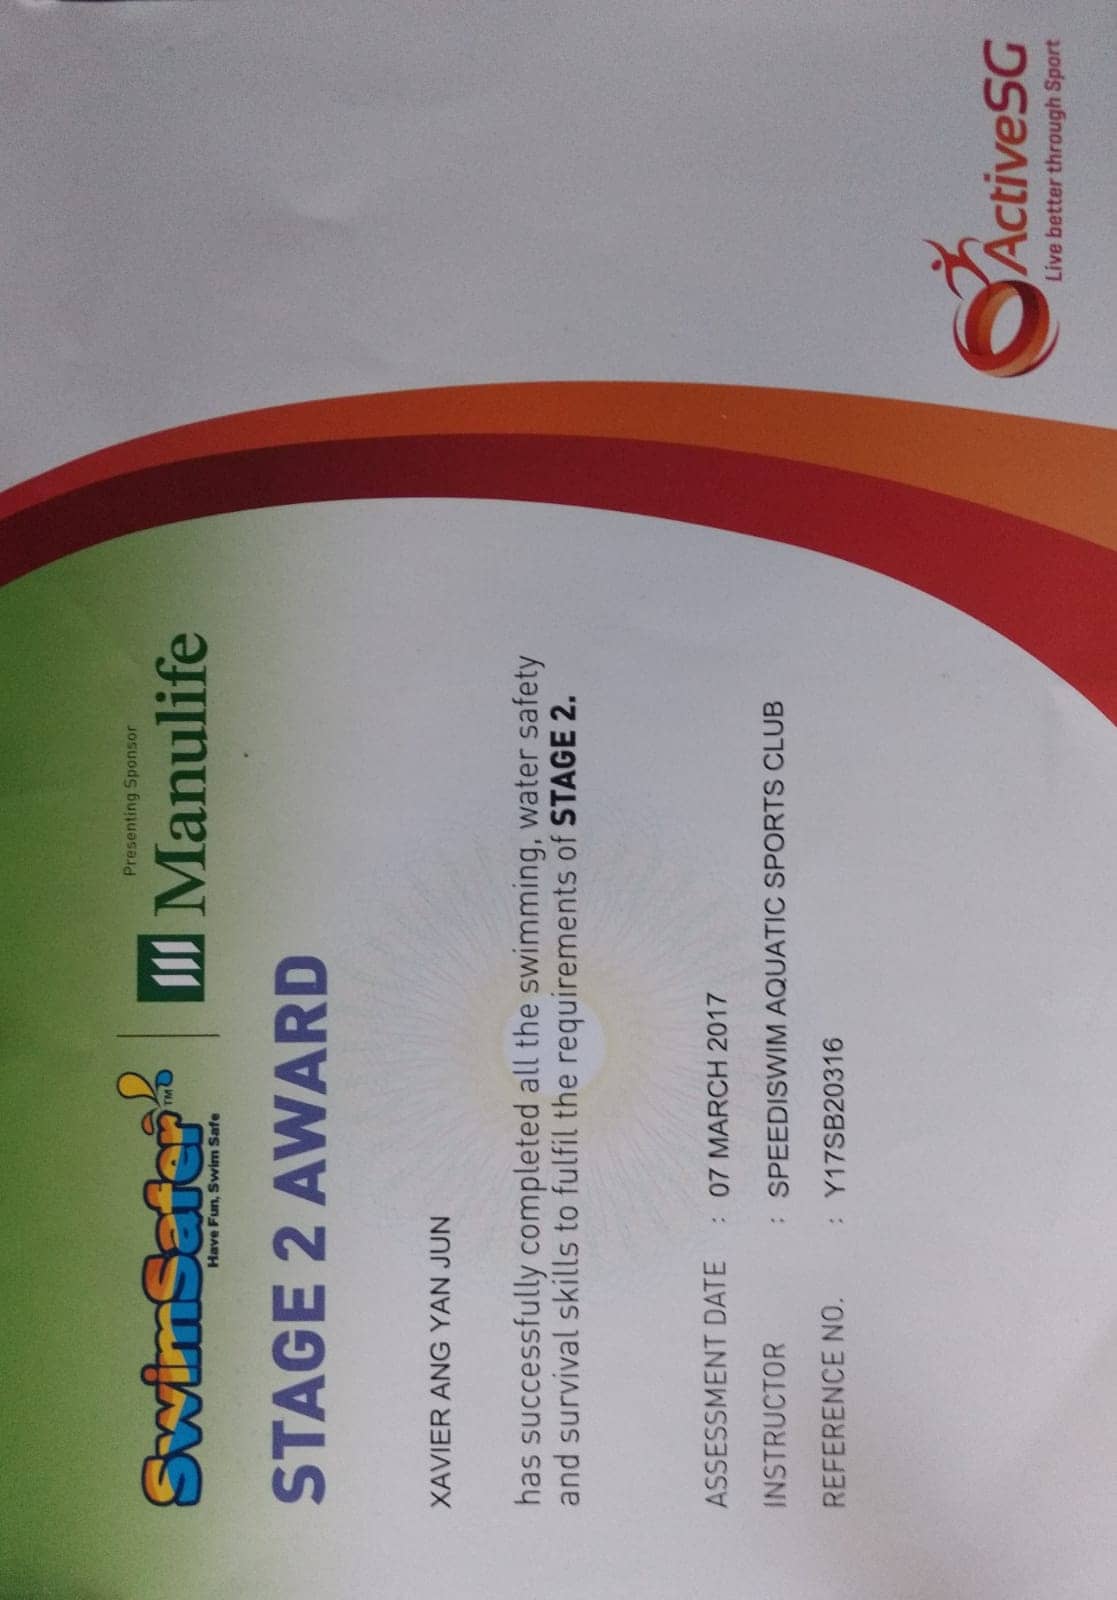 SwimSafer™
Have Fun, Swim Safe
Presenting Sponsor
Manulife
STAGE 2 AWARD
XAVIER ANG YAN JUN
has successfully completed all the swimming, water safety
and survival skills to fulfil the requirements of STAGE 2.
ASSESSMENT DATE : 07 MARCH 2017
INSTRUCTOR : SPEEDISWIM AQUATIC SPORTS CLUB
REFERENCE NO. : Y17SB20316
ActiveSG
Live better through Sport